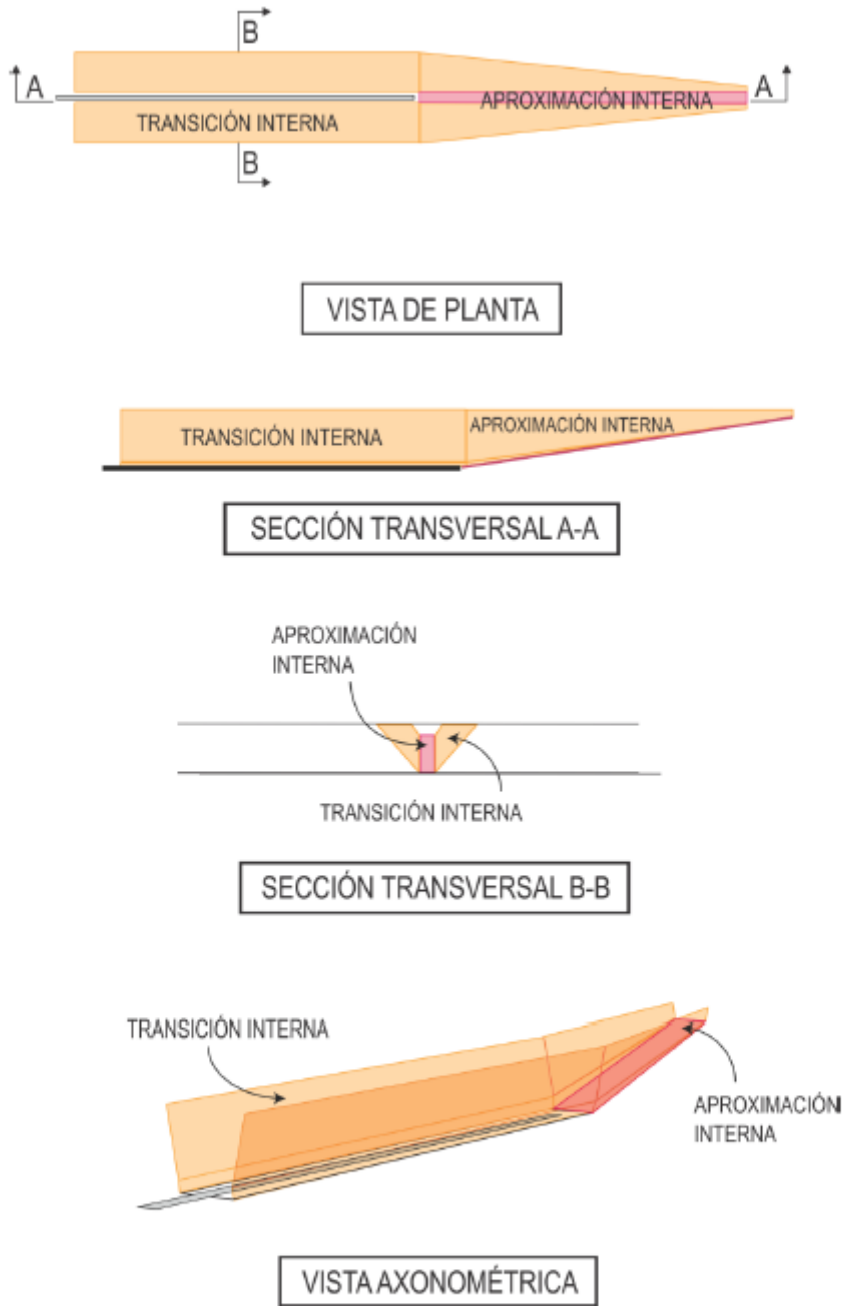 B
A
APROXIMACIÓN INTERNA
A
TRANSICIÓN INTERNA
B
VISTA DE PLANTA
TRANSICIÓN INTERNA
APROXIMACIÓN INTERNA
SECCIÓN TRANSVERSAL A-A
APROXIMACIÓN
INTERNA
TRANSICIÓN INTERNA
SECCIÓN TRANSVERSAL B-B
TRANSICIÓN INTERNA
APROXIMACIÓN
INTERNA
VISTA AXONOMÉTRICA